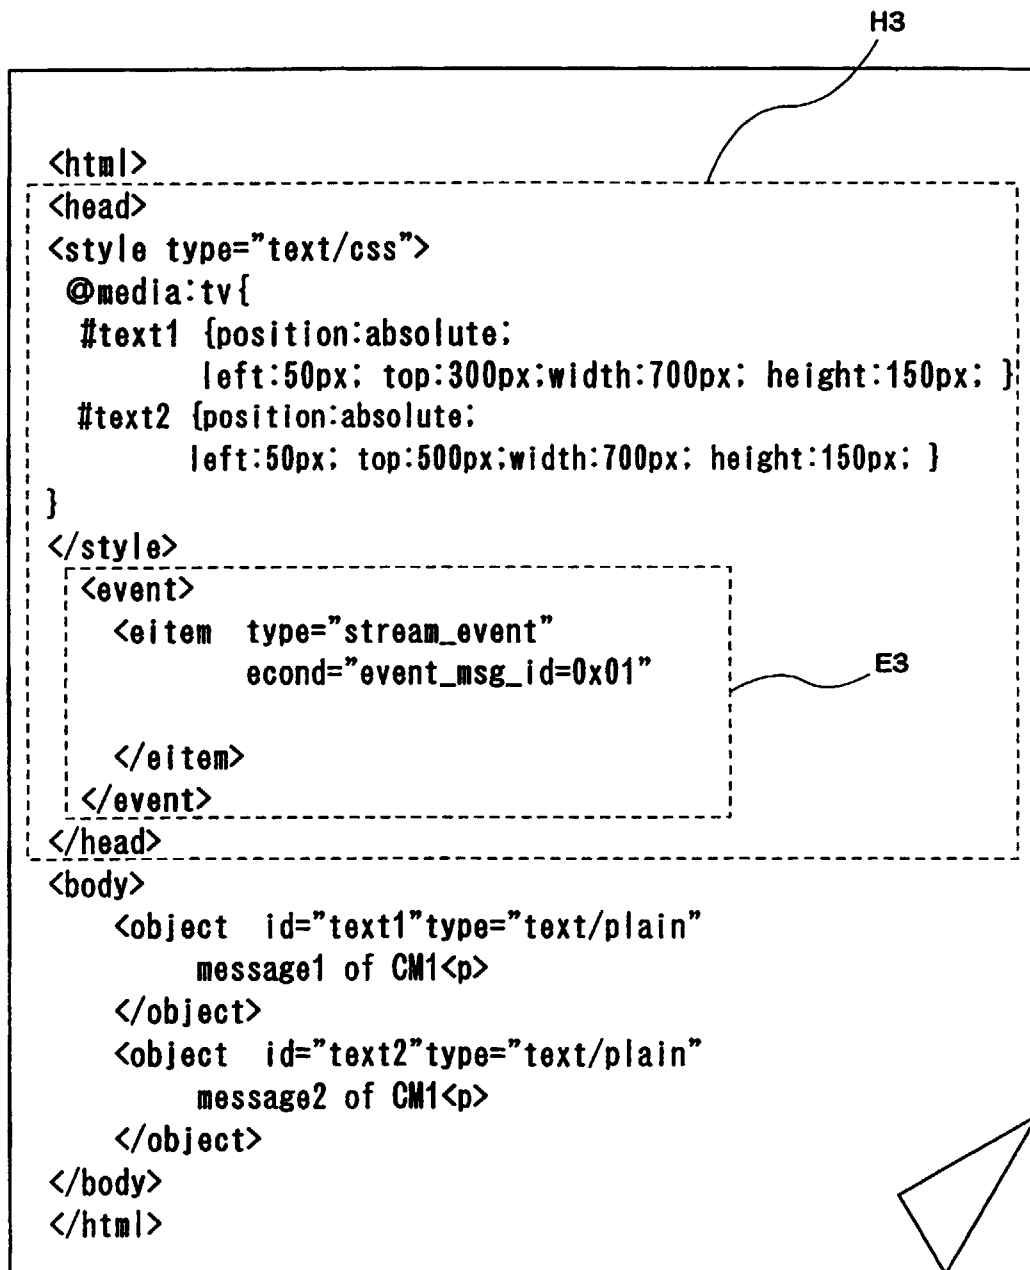 H3
<html>
<head>
<style type="text/css">
@media:tv{
#text1 {position:absolute;
left:50px; top:300px;width:700px; height:150px; }
#text2 {position:absolute;
left:50px; top:500px;width:700px; height:150px; }
}
</style>
<event>
<eitem type="stream_event"
econd="event_msg_id=0x01"
E3
</eitem>
</event>
</head>
<body>
<object id="text1"type="text/plain"
message1 of CM1<p>
</object>
<object id="text2"type="text/plain"
message2 of CM1<p>
</object>
</body>
</html>